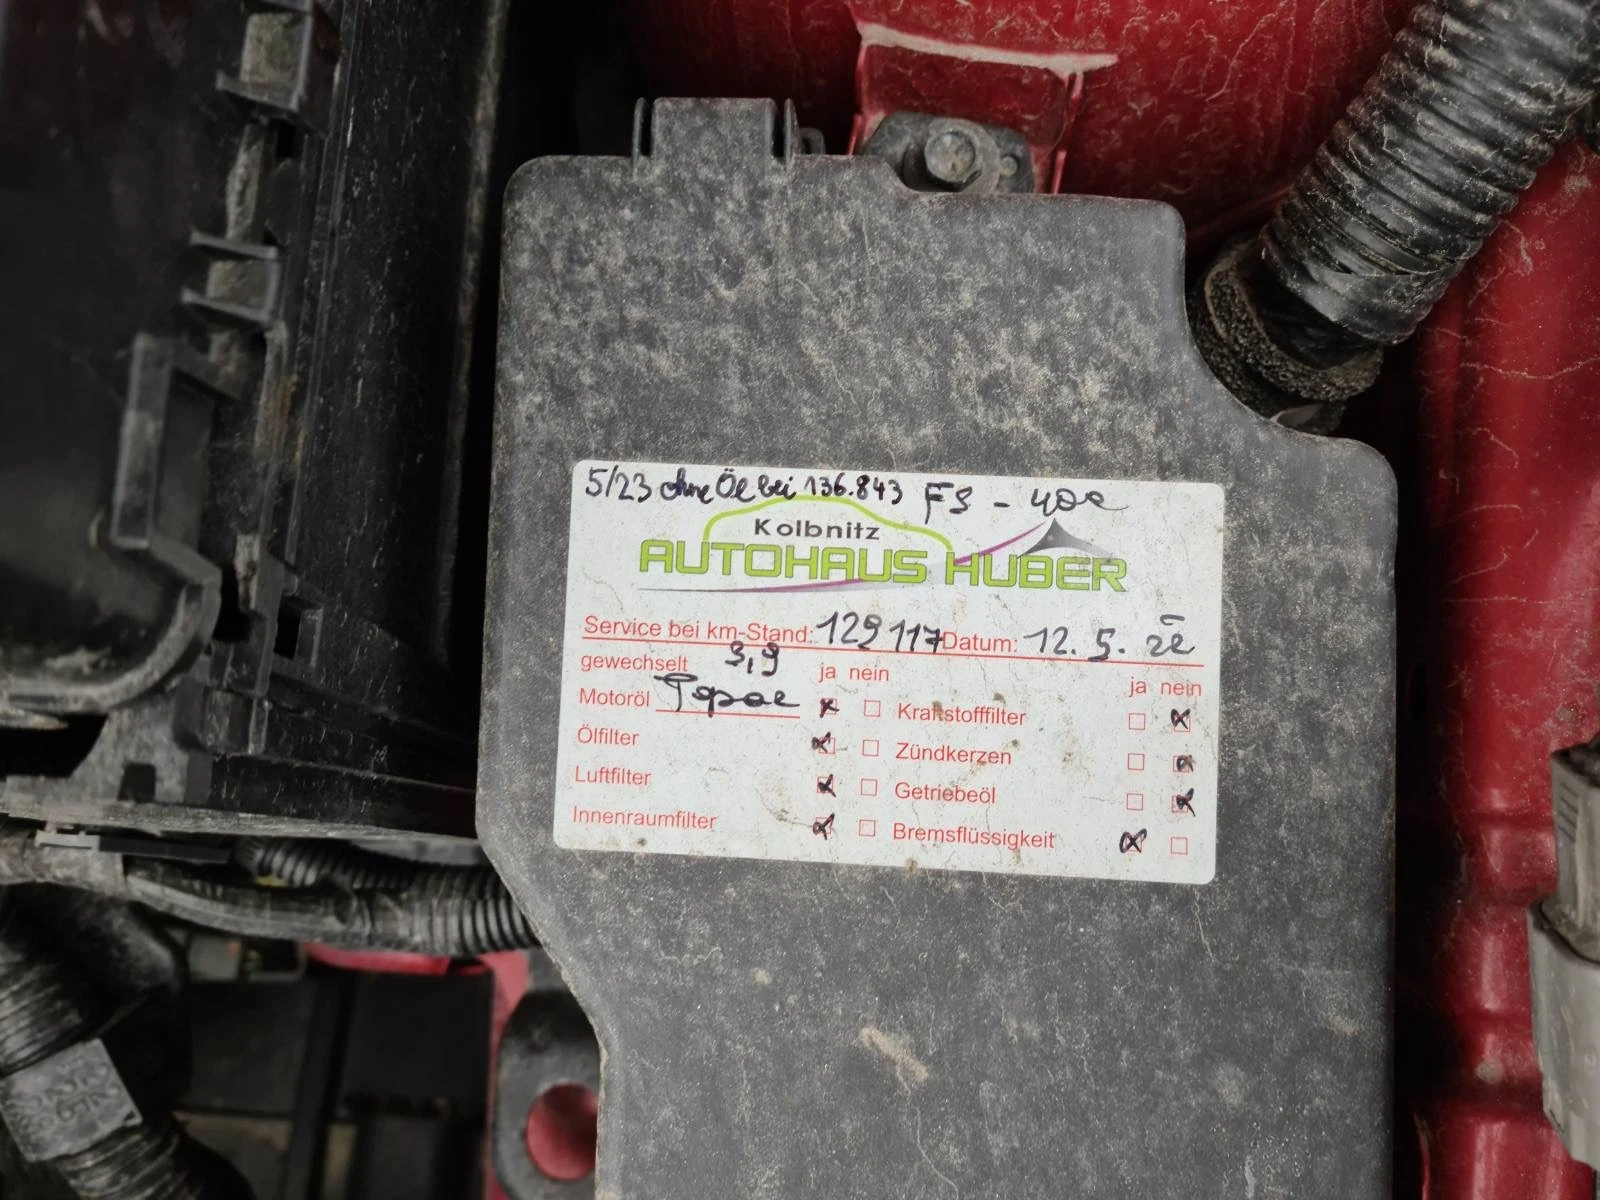 5/23 ohne Öl bei 136.843 FS - 40e
Kolbnitz
AUTOHAUS HUBER
Service bei km-Stand: 129117 Datum: 12.5.22
gewechselt 3,9 ja nein ja nein
Motoröl Topac x □ Kraftstofffilter □ x
Ölfilter x □ Zündkerzen □ x
Luftfilter x □ Getriebeöl □ x
Innenraumfilter x □ Bremsflüssigkeit x □